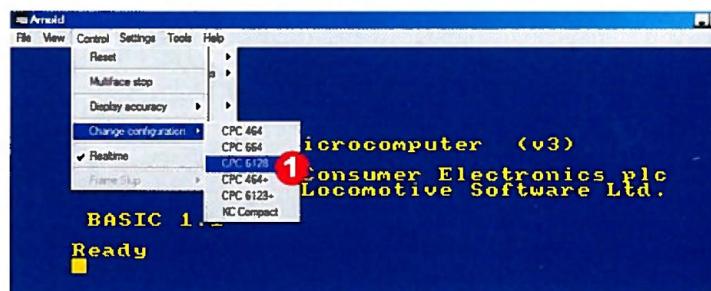 Arnold
File View Control Settings Tools Help
Reset
Multiface stop
Display accuracy
Change configuration
Realtime
Frame Skip
CPC 464
CPC 664
CPC 6128
CPC 464+
CPC 6128+
KC Compact
1
icrocomputer (v3)
onsumer Electronics plc
Locomotive Software Ltd.
BASIC 1.1
Ready